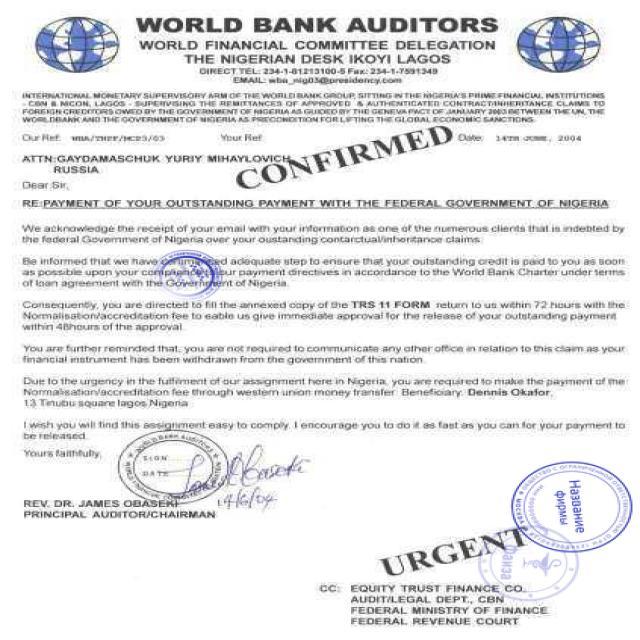 WORLD BANK AUDITORS
WORLD FINANCIAL COMMITTEE DELEGATION
THE NIGERIAN DESK IKOYI LAGOS
DIRECT TEL: 234-1-81213100-5 Fax: 234-1-7591349
EMAIL: wba_nig03@presidency.com
INTERNATIONAL MONETARY SUPERVISORY ARM OF THE WORLD BANK GROUP, SITTING IN THE NIGERIA'S PRIME FINANCIAL INSTITUTIONS
- CBN & NICON, LAGOS - SUPERVISING THE REMITTANCES OF APPROVED & AUTHENTICATED CONTRACT/INHERITANCE CLAIMS TO
FOREIGN CREDITORS OWED BY THE GOVERNMENT OF NIGERIA AS GUIDED BY THE GENEVA PACT OF JANUARY 2003 BETWEEN THE UN, THE
WORLDBANK AND THE GOVERNMENT OF NIGERIA AS PRECONDITION FOR LIFTING THE GLOBAL ECONOMIC SANCTIONS.
Our Ref: Your Ref: Date: 14TH JUNE, 2004
CONFIRMED
ATTN:GAYDAMASCHUK YURIY MIHAYLOVICH
RUSSIA
Dear Sir,
RE:PAYMENT OF YOUR OUTSTANDING PAYMENT WITH THE FEDERAL GOVERNMENT OF NIGERIA
We acknowledge the receipt of your email with your information as one of the numerous clients that is indebted by
the federal Government of Nigeria over your oustanding contarctual/inheritance claims.
Be informed that we have adequate step to ensure that your outstanding credit is paid to you as soon
as possible upon your our payment directives in accordance to the World Bank Charter under terms
of loan agreement with the Government of Nigeria.
Consequently, you are directed to fill the annexed copy of the TRS 11 FORM return to us within 72 hours with the
Normalisation/accreditation fee to eable us give immediate approval for the release of your outstanding payment
within 48hours of the approval.
You are further reminded that, you are not required to communicate any other office in relation to this claim as your
financial instrument has been withdrawn from the government of this nation.
Due to the urgency in the fulfilment of our assignment here in Nigeria, you are required to make the payment of the
Normalisation/accreditation fee through western union money transfer. Beneficiary: Dennis Okafor,
13 Tinubu square lagos Nigeria
I wish you will find this assignment easy to comply. I encourage you to do it as fast as you can for your payment to
be released.
Yours faithfully,
WORLD BANK AUDITORS
SIGN
DATE
REV. DR. JAMES OBASEKI
PRINCIPAL AUDITOR/CHAIRMAN
Название
фирмы
URGENT
CC: EQUITY TRUST FINANCE CO.
AUDIT/LEGAL DEPT., CBN
FEDERAL MINISTRY OF FINANCE
FEDERAL REVENUE COURT